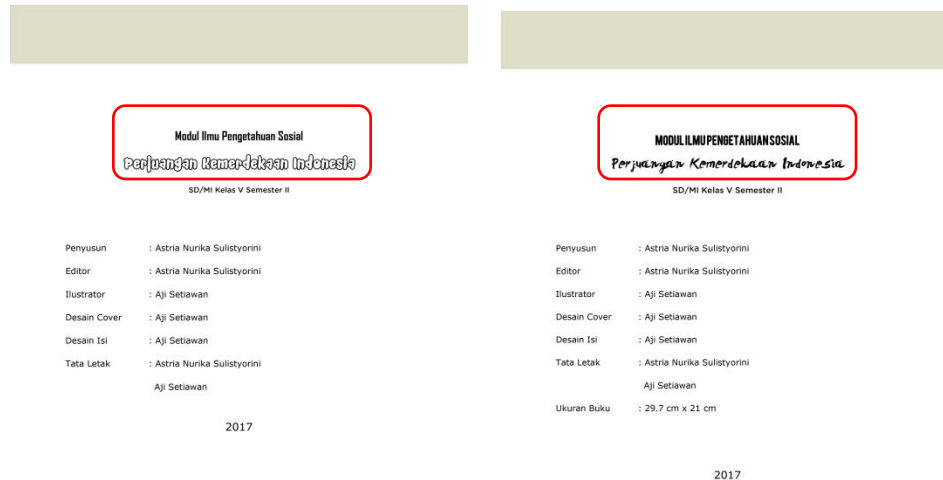 Modul Ilmu Pengetahuan Sosial
Perjuangan Kemerdekaan Indonesia
SD/MI Kelas V Semester II
Penyusun : Astria Nurika Sulistyorini
Editor : Astria Nurika Sulistyorini
Ilustrator : Aji Setiawan
Desain Cover : Aji Setiawan
Desain Isi : Aji Setiawan
Tata Letak : Astria Nurika Sulistyorini
Aji Setiawan
2017
MODUL ILMU PENGETAHUAN SOSIAL
Perjuangan Kemerdekaan Indonesia
SD/MI Kelas V Semester II
Penyusun : Astria Nurika Sulistyorini
Editor : Astria Nurika Sulistyorini
Ilustrator : Aji Setiawan
Desain Cover : Aji Setiawan
Desain Isi : Aji Setiawan
Tata Letak : Astria Nurika Sulistyorini
Aji Setiawan
Ukuran Buku : 29.7 cm x 21 cm
2017